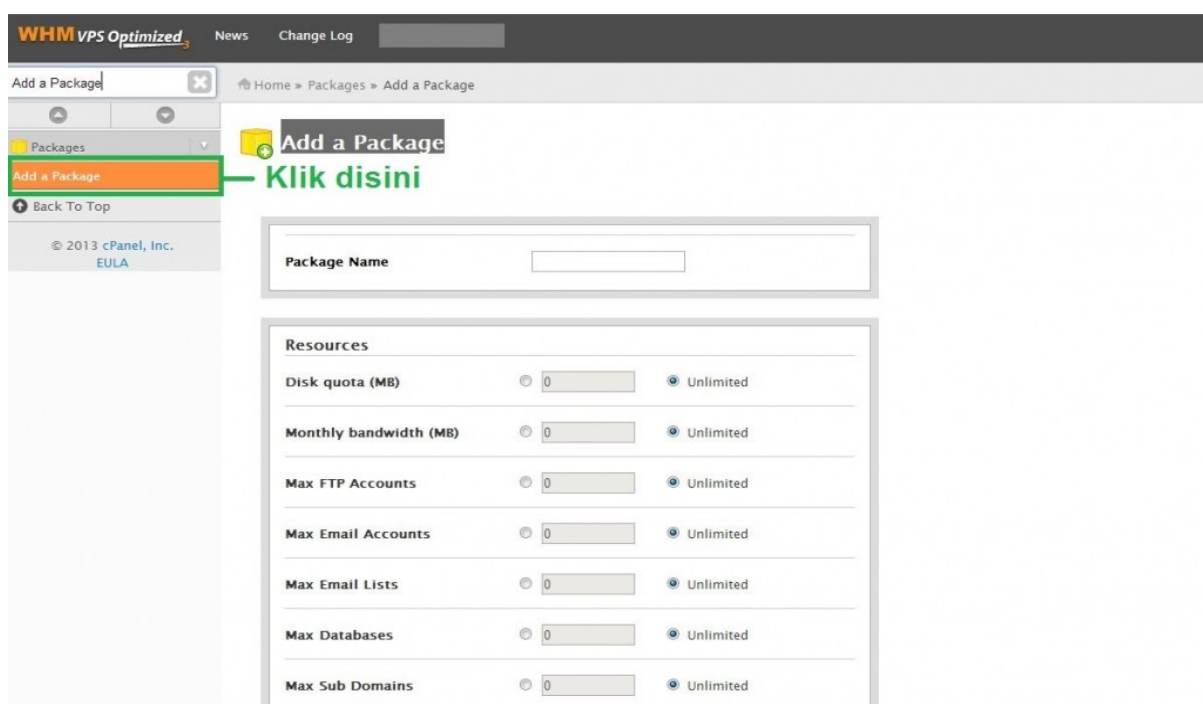 WHM VPS Optimized 3 News Change Log
Add a Package
Home » Packages » Add a Package
Packages
Add a Package
Back To Top
© 2013 cPanel, Inc.
EULA
Add a Package
Klik disini
Package Name
Resources
Disk quota (MB) 0 Unlimited
Monthly bandwidth (MB) 0 Unlimited
Max FTP Accounts 0 Unlimited
Max Email Accounts 0 Unlimited
Max Email Lists 0 Unlimited
Max Databases 0 Unlimited
Max Sub Domains 0 Unlimited